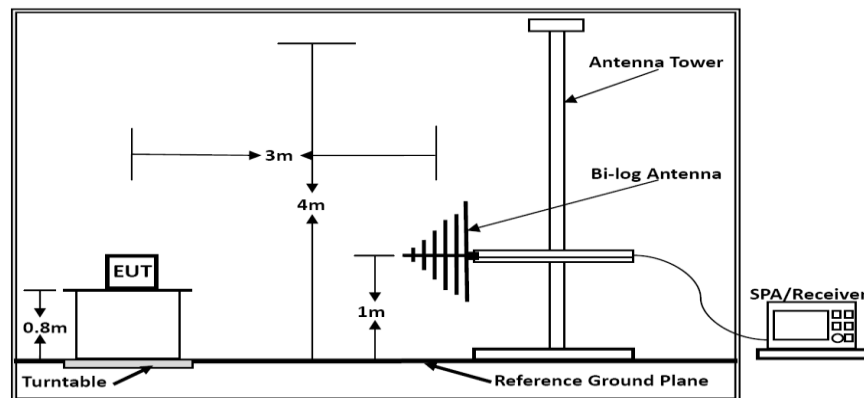 Antenna Tower
3m
Bi-log Antenna
4m
EUT
SPA/Receiver
0.8m
1m
Turntable
Reference Ground Plane